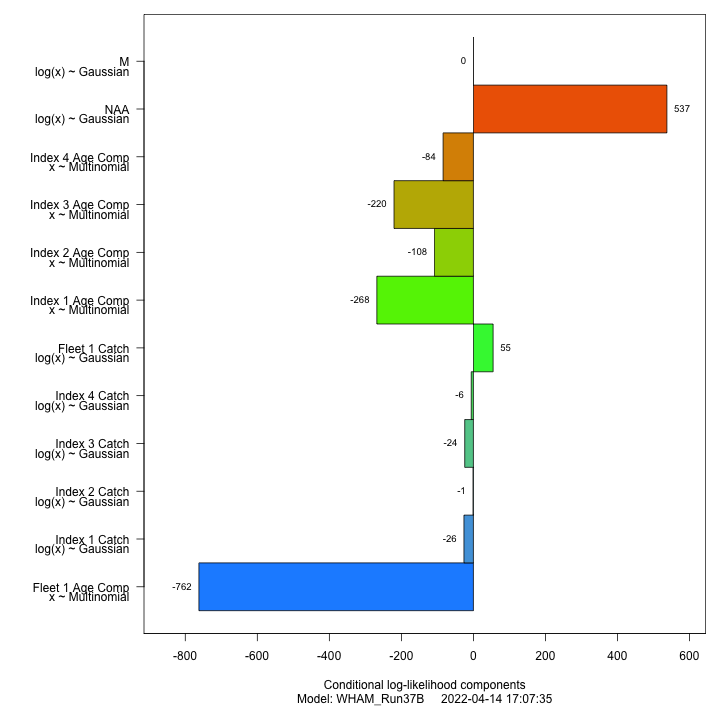 M
log(x) ~ Gaussian
0
NAA
log(x) ~ Gaussian
537
Index 4 Age Comp
x ~ Multinomial
-84
Index 3 Age Comp
x ~ Multinomial
-220
Index 2 Age Comp
x ~ Multinomial
-108
Index 1 Age Comp
x ~ Multinomial
-268
Fleet 1 Catch
log(x) ~ Gaussian
55
Index 4 Catch
log(x) ~ Gaussian
-6
Index 3 Catch
log(x) ~ Gaussian
-24
Index 2 Catch
log(x) ~ Gaussian
-1
Index 1 Catch
log(x) ~ Gaussian
-26
Fleet 1 Age Comp
x ~ Multinomial
-762
-800 -600 -400 -200 0 200 400 600
Conditional log-likelihood components
Model: WHAM_Run37B 2022-04-14 17:07:35